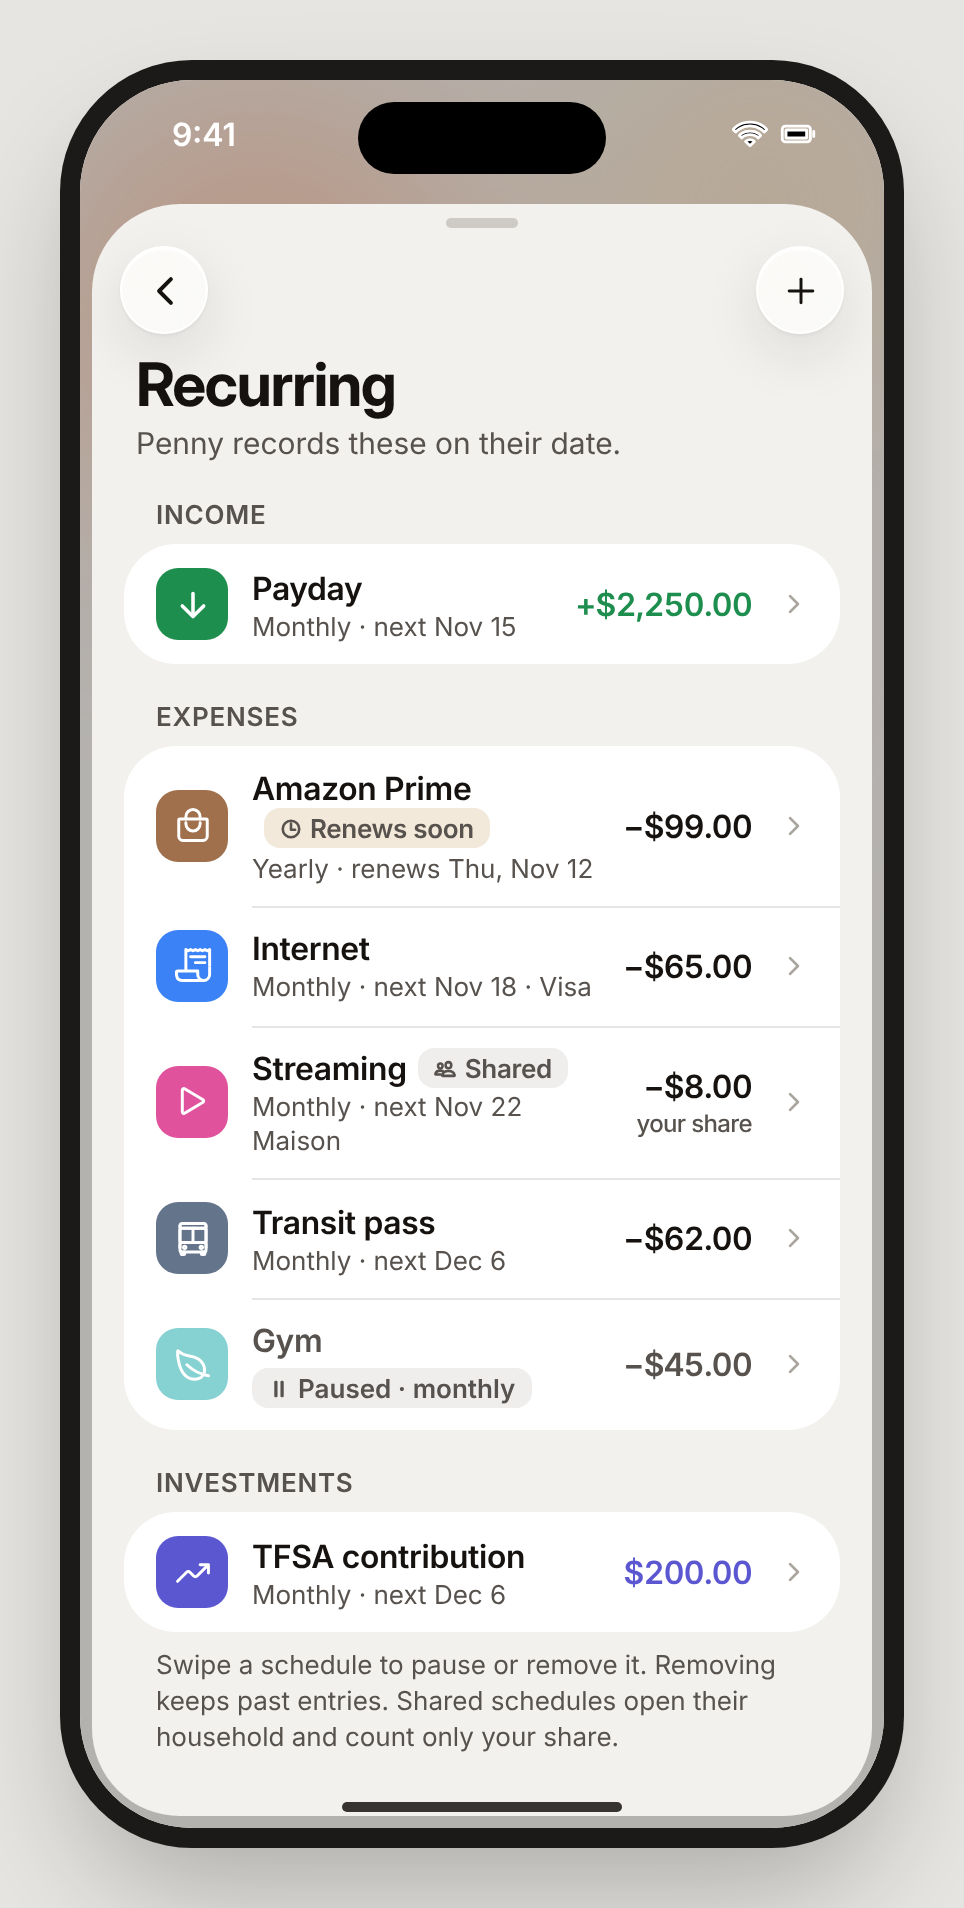 9:41
Recurring
Penny records these on their date.
INCOME
Payday
Monthly · next Nov 15
+$2,250.00
EXPENSES
Amazon Prime
Renews soon
Yearly · renews Thu, Nov 12
−$99.00
Internet
Monthly · next Nov 18 · Visa
−$65.00
Streaming Shared
Monthly · next Nov 22
Maison
−$8.00
your share
Transit pass
Monthly · next Dec 6
−$62.00
Gym
Paused · monthly
−$45.00
INVESTMENTS
TFSA contribution
Monthly · next Dec 6
$200.00
Swipe a schedule to pause or remove it. Removing
keeps past entries. Shared schedules open their
household and count only your share.